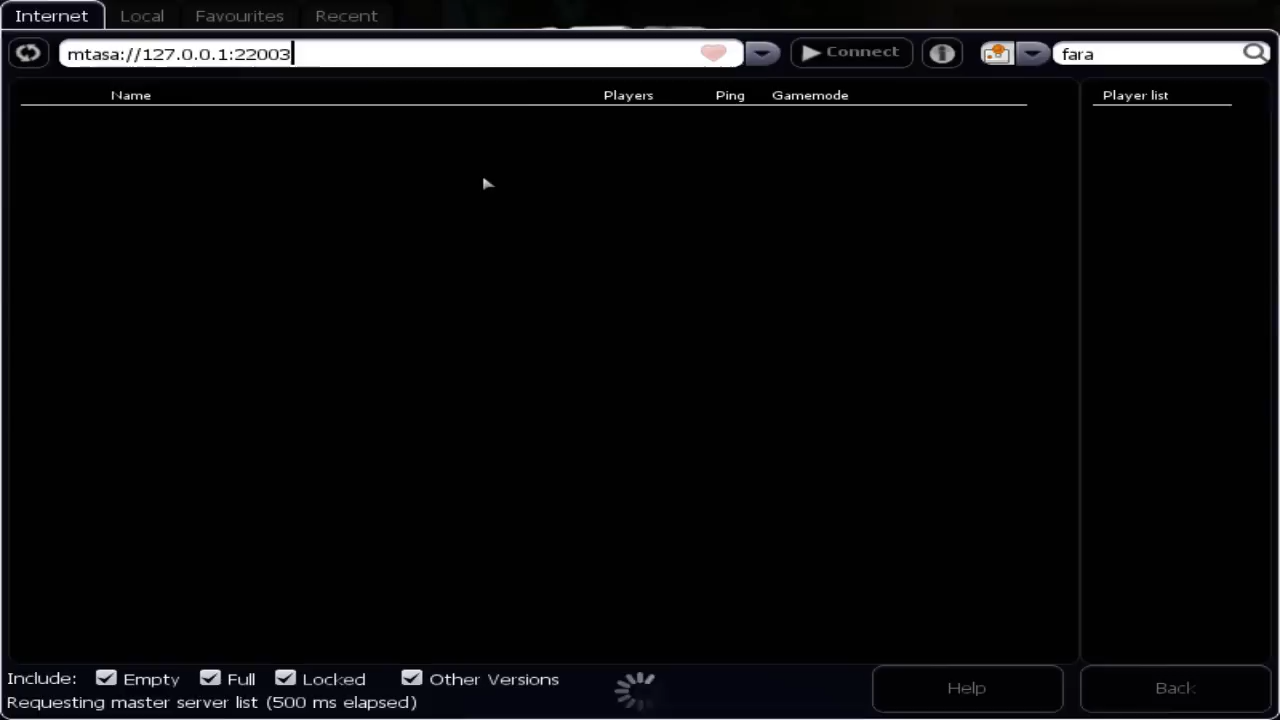 Internet Local Favourites Recent
mtasa://127.0.0.1:22003 Connect fara
Name Players Ping Gamemode Player list
Include: Empty Full Locked Other Versions
Help Back
Requesting master server list (500 ms elapsed)